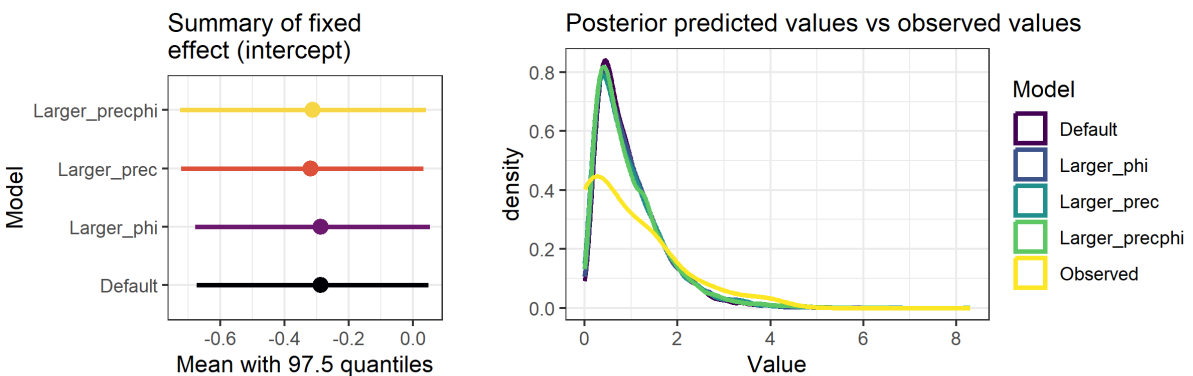 Summary of fixed
effect (intercept)
Model
Larger_precphi
Larger_prec
Larger_phi
Default
-0.6 -0.4 -0.2 0.0
Mean with 97.5 quantiles
Posterior predicted values vs observed values
density
0.8
0.6
0.4
0.2
0.0
0 2 4 6 8
Value
Model
Default
Larger_phi
Larger_prec
Larger_precphi
Observed